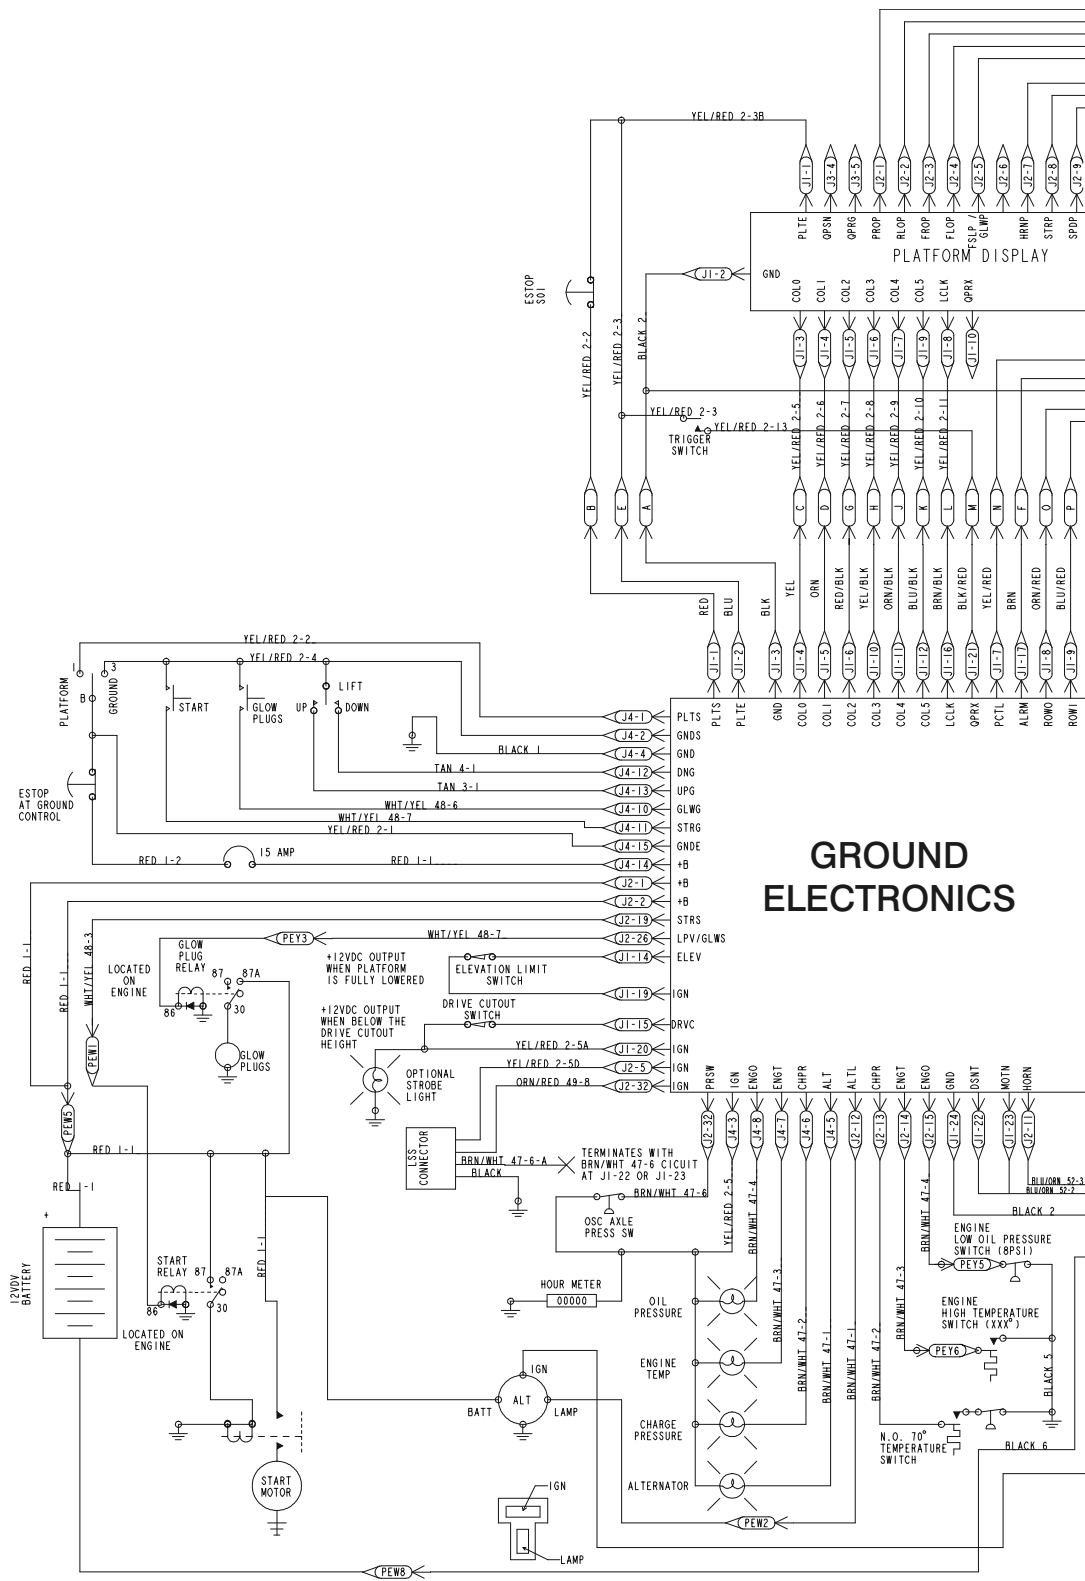 YEL/RED 2-3B
J1-1
J3-4
J3-5
J2-1
J2-2
J2-3
J2-4
J2-5
J2-6
J2-7
J2-8
J2-9
PLTE
QPSN
QPRG
PROP
RLOP
FROP
FLOP
FSLP /
GLWP
HRNP
STRP
SPDP
PLATFORM DISPLAY
J1-2
GND
COL0
COL1
COL2
COL3
COL4
COL5
LCLK
QPRX
ESTOP
S01
J1-3
J1-4
J1-5
J1-6
J1-7
J1-9
J1-8
J1-10
YEL/RED 2-2
YEL/RED 2-3
BLACK 2
YEL/RED 2-3
YEL/RED 2-13
TRIGGER
SWITCH
YEL/RED 2-5
YEL/RED 2-6
YEL/RED 2-7
YEL/RED 2-8
YEL/RED 2-9
YEL/RED 2-10
YEL/RED 2-11
B
E
A
C
D
G
H
J
K
L
M
N
F
O
P
RED
BLU
BLK
YEL
ORN
RED/BLK
YEL/BLK
ORN/BLK
BLU/BLK
BRN/BLK
BLK/RED
YEL/RED
BRN
ORN/RED
BLU/RED
J1-1
J1-2
J1-3
J1-4
J1-5
J1-6
J1-10
J1-11
J1-12
J1-16
J1-21
J1-7
J1-17
J1-8
J1-9
PLTS
PLTE
GND
COL0
COL1
COL2
COL3
COL4
COL5
LCLK
QPRX
PCTL
ALRM
ROW0
ROW1
YEL/RED 2-2
1
3
YEL/RED 2-4
PLATFORM
B
GROUND
START
GLOW
PLUGS
LIFT
UP
DOWN
J4-1 PLTS
J4-2 GNDS
BLACK 1 J4-4 GND
TAN 4-1 J4-12 DNG
TAN 3-1 J4-13 UPG
WHT/YEL 48-6 J4-10 GLWG
WHT/YEL 48-7 J4-11 STRG
YEL/RED 2-1 J4-15 GNDE
ESTOP
AT GROUND
CONTROL
RED 1-2 15 AMP RED 1-1 J4-14 +B
J2-1 +B
J2-2 +B
J2-19 STRS
WHT/YEL 48-7 J2-26 LPV/GLWS
GROUND
ELECTRONICS
RED 1-1
RED 1-1
WHT/YEL 48-3
GLOW
PLUG
RELAY
PEY3
LOCATED
ON
ENGINE
87
87A
86
30
GLOW
PLUGS
+12VDC OUTPUT
WHEN PLATFORM
IS FULLY LOWERED
J1-14 ELEV
ELEVATION LIMIT
SWITCH
J1-19 IGN
+12VDC OUTPUT
WHEN BELOW THE
DRIVE CUTOUT
HEIGHT
DRIVE CUTOUT
SWITCH
J1-15 DRVC
YEL/RED 2-5A J1-20 IGN
YEL/RED 2-5D J2-5 IGN
ORN/RED 49-8 J2-32 IGN
OPTIONAL
STROBE
LIGHT
PEW1
PEW5
RED 1-1
RED 1-1
PRSW
IGN
ENGO
ENGT
CHPR
ALT
ALTL
CHPR
ENGT
ENGO
GND
DSNT
MOTN
HORN
J2-32
J4-3
J4-8
J4-7
J4-6
J4-5
J2-12
J2-13
J2-14
J2-15
J1-24
J1-22
J1-23
J2-11
LSS
CONNECTOR
BRN/WHT 47-6-A
BLACK
TERMINATES WITH
BRN/WHT 47-6 CICUIT
AT J1-22 OR J1-23
BRN/WHT 47-6
OSC AXLE
PRESS SW
YEL/RED 2-5
BRN/WHT 47-4
BRN/WHT 47-3
BRN/WHT 47-2
BRN/WHT 47-1
BRN/WHT 47-1
BRN/WHT 47-2
BRN/WHT 47-3
BRN/WHT 47-4
BLU/ORN 52-3
BLU/ORN 52-2
BLACK 2
ENGINE
LOW OIL PRESSURE
SWITCH (8PSI)
PEY5
+
12VDV
BATTERY
START
RELAY
87
87A
86
30
LOCATED ON
ENGINE
RED 1-1
HOUR METER
00000
OIL
PRESSURE
ENGINE
HIGH TEMPERATURE
SWITCH (XXX°)
PEY6
ENGINE
TEMP
IGN
BATT
ALT
LAMP
CHARGE
PRESSURE
BLACK 5
N.O. 70°
TEMPERATURE
SWITCH
BLACK 6
START
MOTOR
ALTERNATOR
IGN
PEW2
LAMP
PEW8